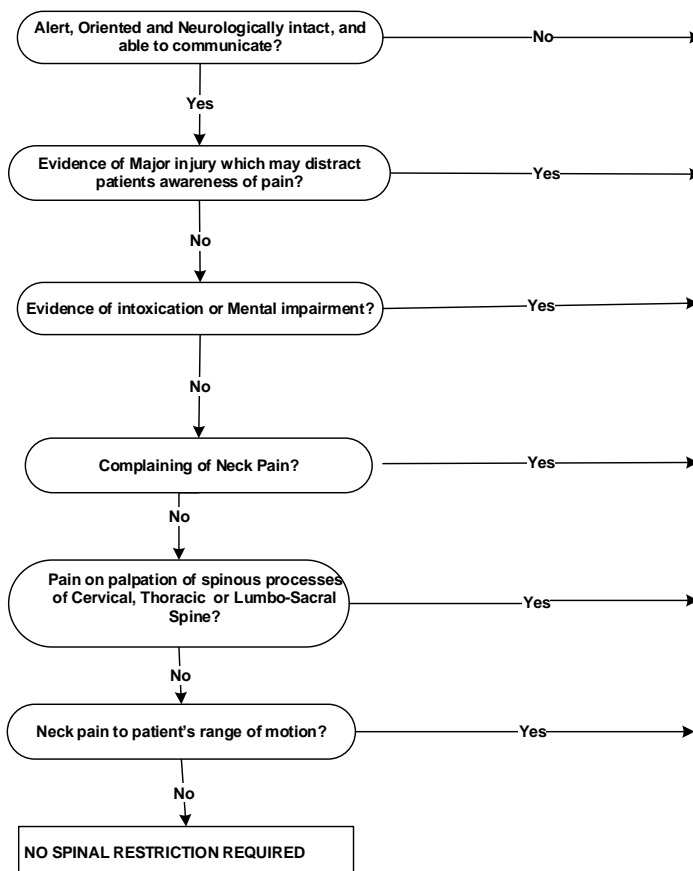 Alert, Oriented and Neurologically intact, and
able to communicate?
No
Yes
Evidence of Major injury which may distract
patients awareness of pain?
Yes
No
Evidence of intoxication or Mental impairment?
Yes
No
Complaining of Neck Pain?
Yes
No
Pain on palpation of spinous processes
of Cervical, Thoracic or Lumbo-Sacral
Spine?
Yes
No
Neck pain to patient’s range of motion?
Yes
No
NO SPINAL RESTRICTION REQUIRED